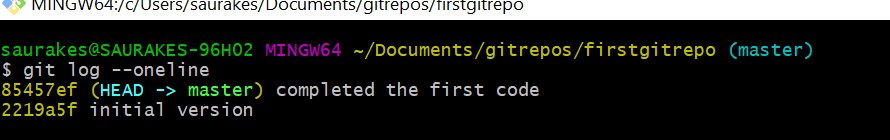 MINGW64:/c/Users/saurakes/Documents/gitrepos/firstgitrepo
saurakes@SAURAKES-96H02 MINGW64 ~/Documents/gitrepos/firstgitrepo (master)
$ git log --oneline
85457ef (HEAD -> master) completed the first code
2219a5f initial version